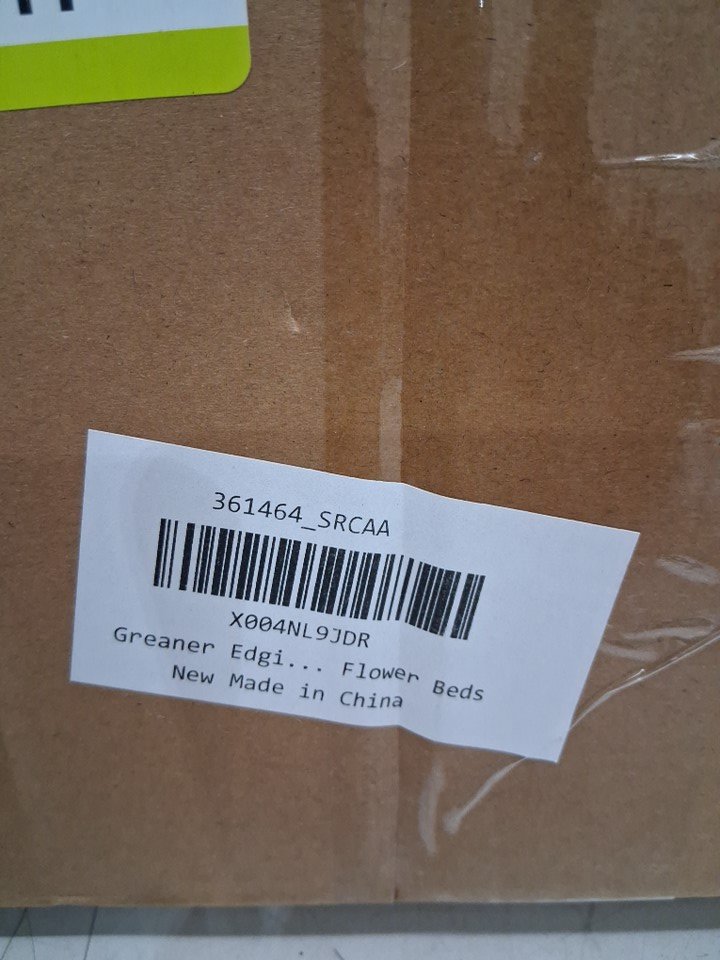 361464_SRCAA
X004NL9JDR
Greaner Edgi... Flower Beds
New Made in China